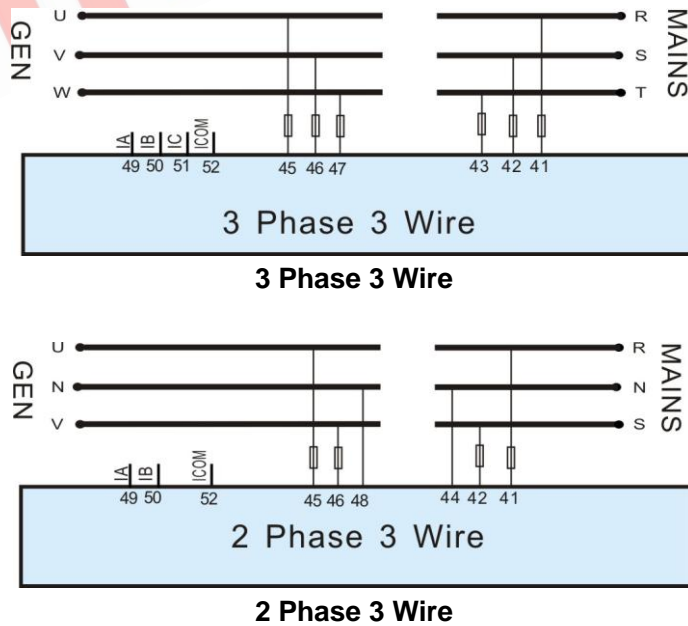 GEN
U
V
W
R
S
T
MAINS
IA
IB
IC
ICOM
49 50 51 52 45 46 47 43 42 41
3 Phase 3 Wire
3 Phase 3 Wire
GEN
U
N
V
R
N
S
MAINS
IA
IB
ICOM
49 50 52 45 46 48 44 42 41
2 Phase 3 Wire
2 Phase 3 Wire